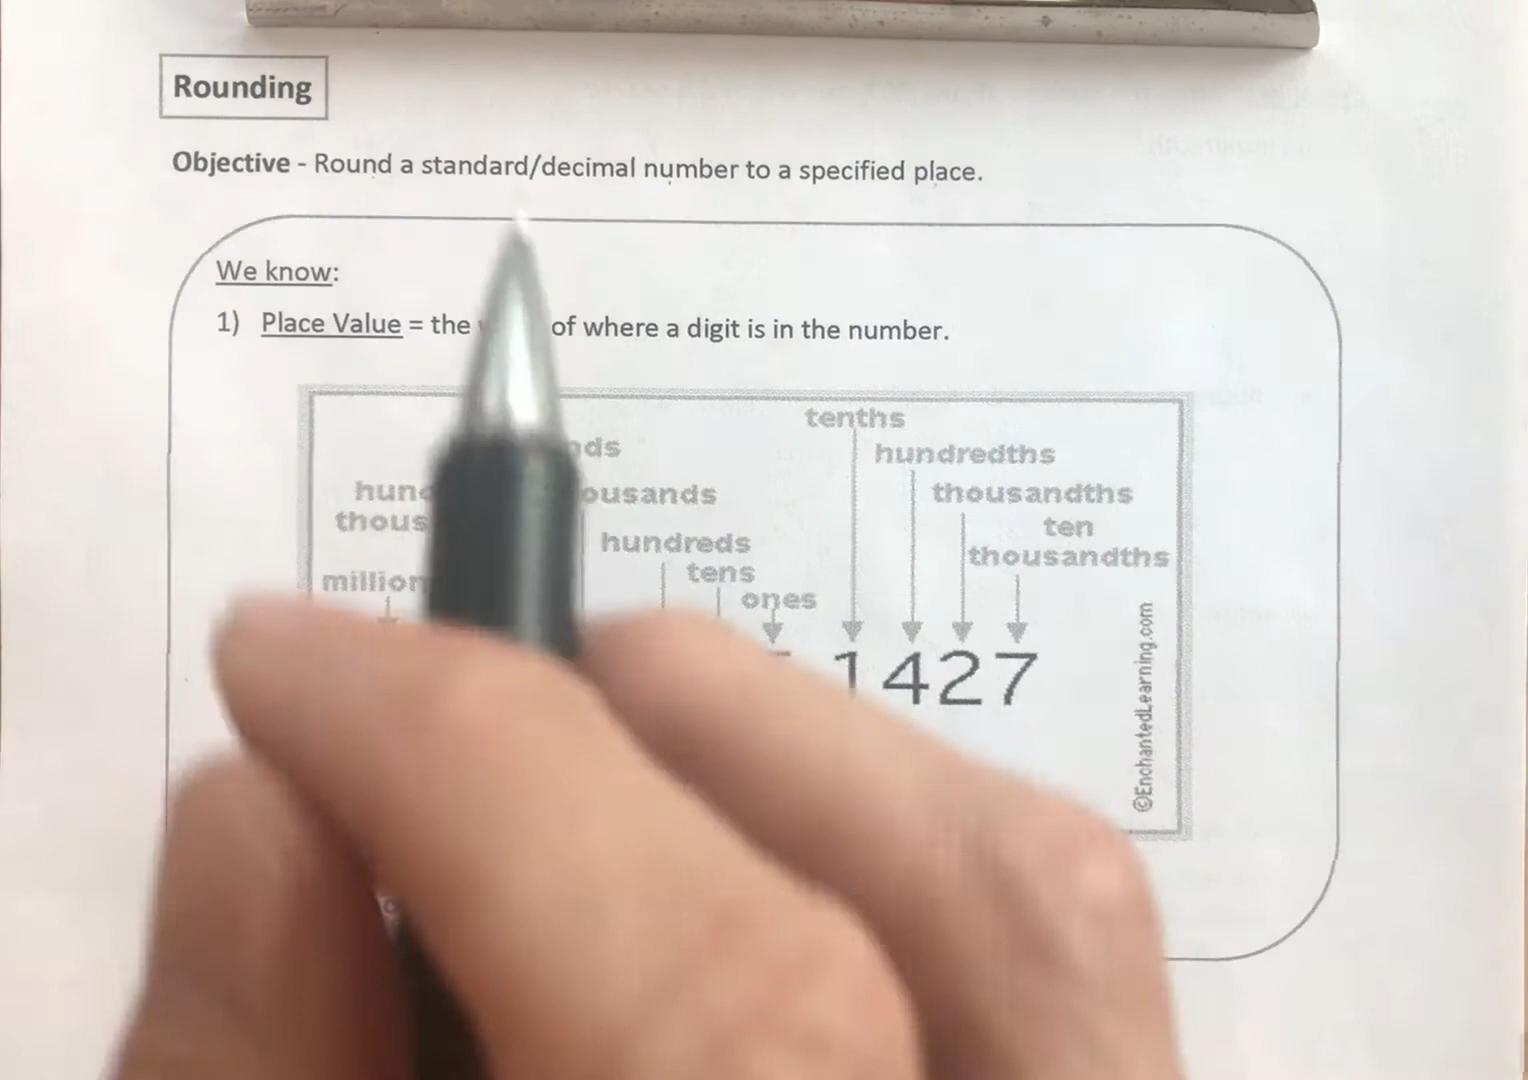 Rounding
Objective - Round a standard/decimal number to a specified place.
We know:
1) Place Value = the of where a digit is in the number.
tenths
hundredths
thousandths
ten
thousandths
hundreds
tens
ones
1427
©EnchantedLearning.com